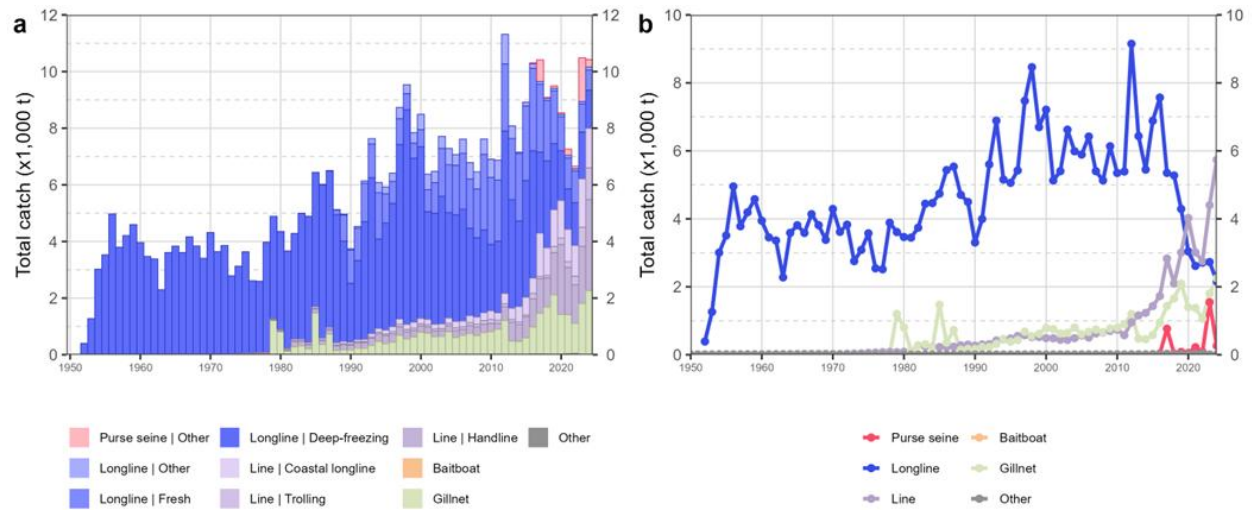 a
Total catch (x1,000 t)
12
10
8
6
4
2
0
12
10
8
6
4
2
0
1950 1960 1970 1980 1990 2000 2010 2020
Purse seine | Other
Longline | Deep-freezing
Line | Handline
Other
Longline | Other
Line | Coastal longline
Baitboat
Longline | Fresh
Line | Trolling
Gillnet
b
Total catch (x1,000 t)
10
8
6
4
2
0
10
8
6
4
2
0
1950 1960 1970 1980 1990 2000 2010 2020
Purse seine
Baitboat
Longline
Gillnet
Line
Other